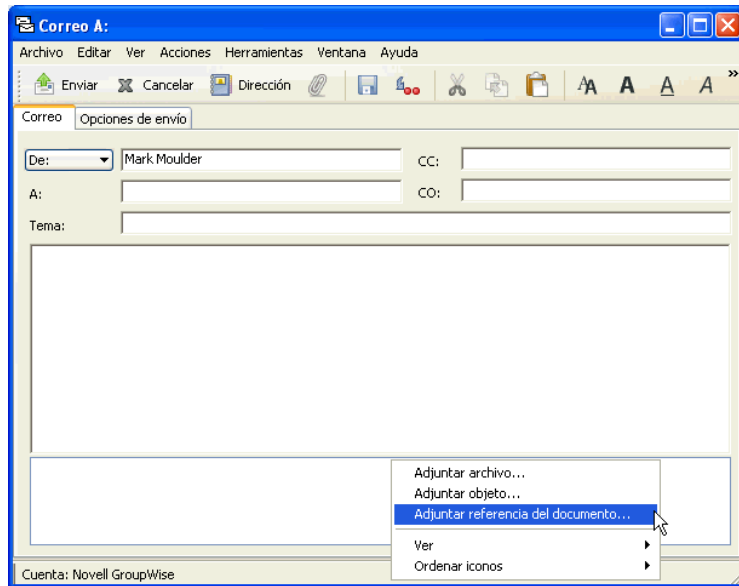 Correo A:
Archivo Editar Ver Acciones Herramientas Ventana Ayuda
Enviar Cancelar Dirección AA A A A »
Correo Opciones de envío
De: Mark Moulder CC:
A: CO:
Tema:
Adjuntar archivo...
Adjuntar objeto...
Adjuntar referencia del documento...
Ver
Ordenar iconos
Cuenta: Novell GroupWise